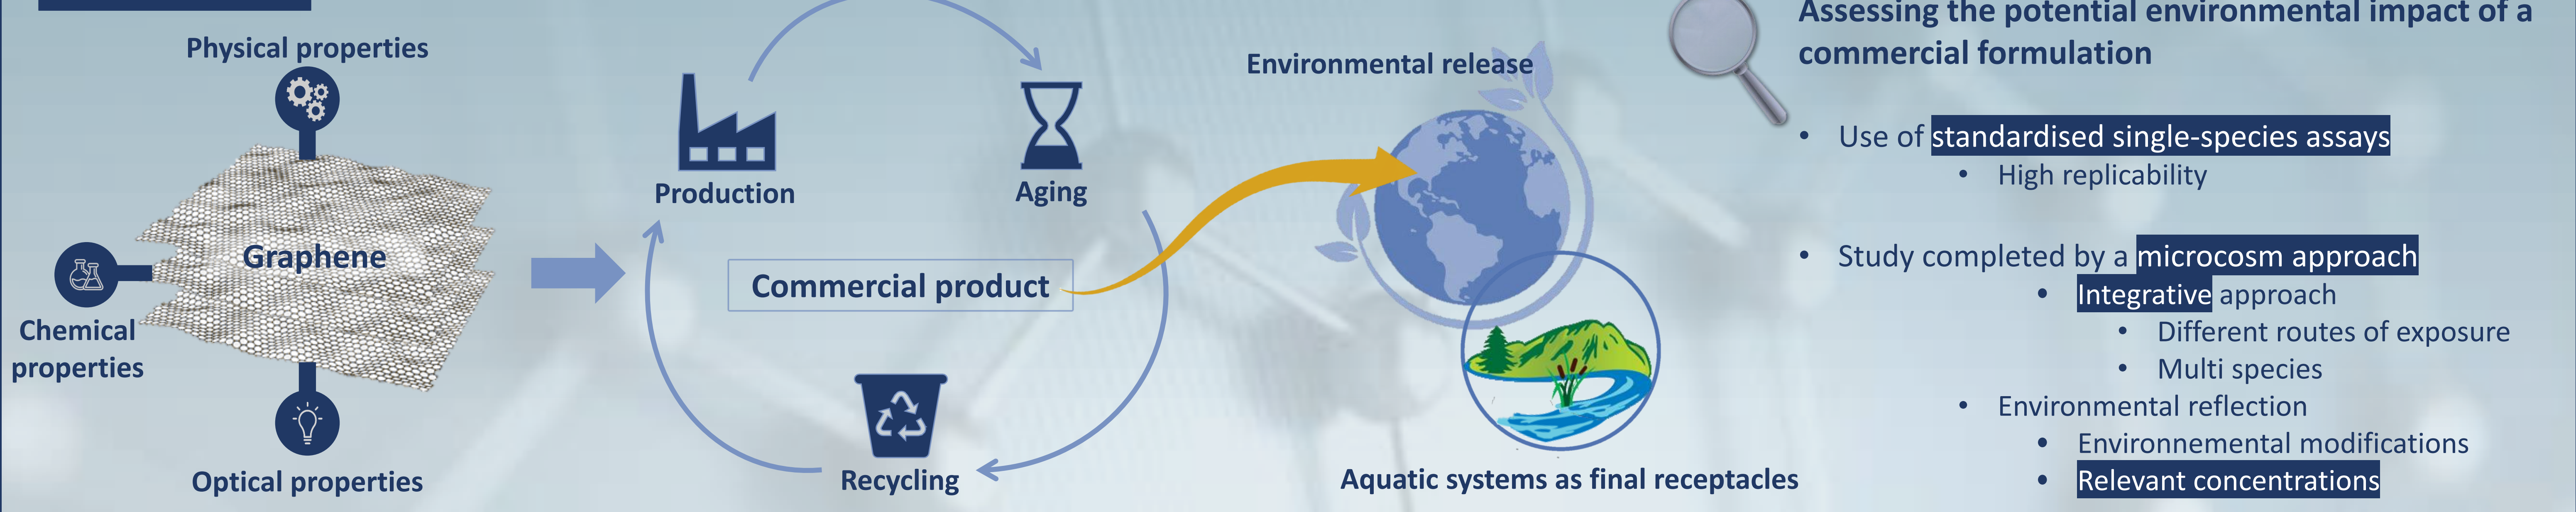 Physical properties
Graphene
Chemical
properties
Optical properties
Production
Aging
Commercial product
Recycling
Environmental release
Aquatic systems as final receptacles
Assessing the potential environmental impact of a
commercial formulation
• Use of standardised single-species assays
• High replicability
• Study completed by a microcosm approach
• Integrative approach
• Different routes of exposure
• Multi species
• Environmental reflection
• Environnemental modifications
• Relevant concentrations